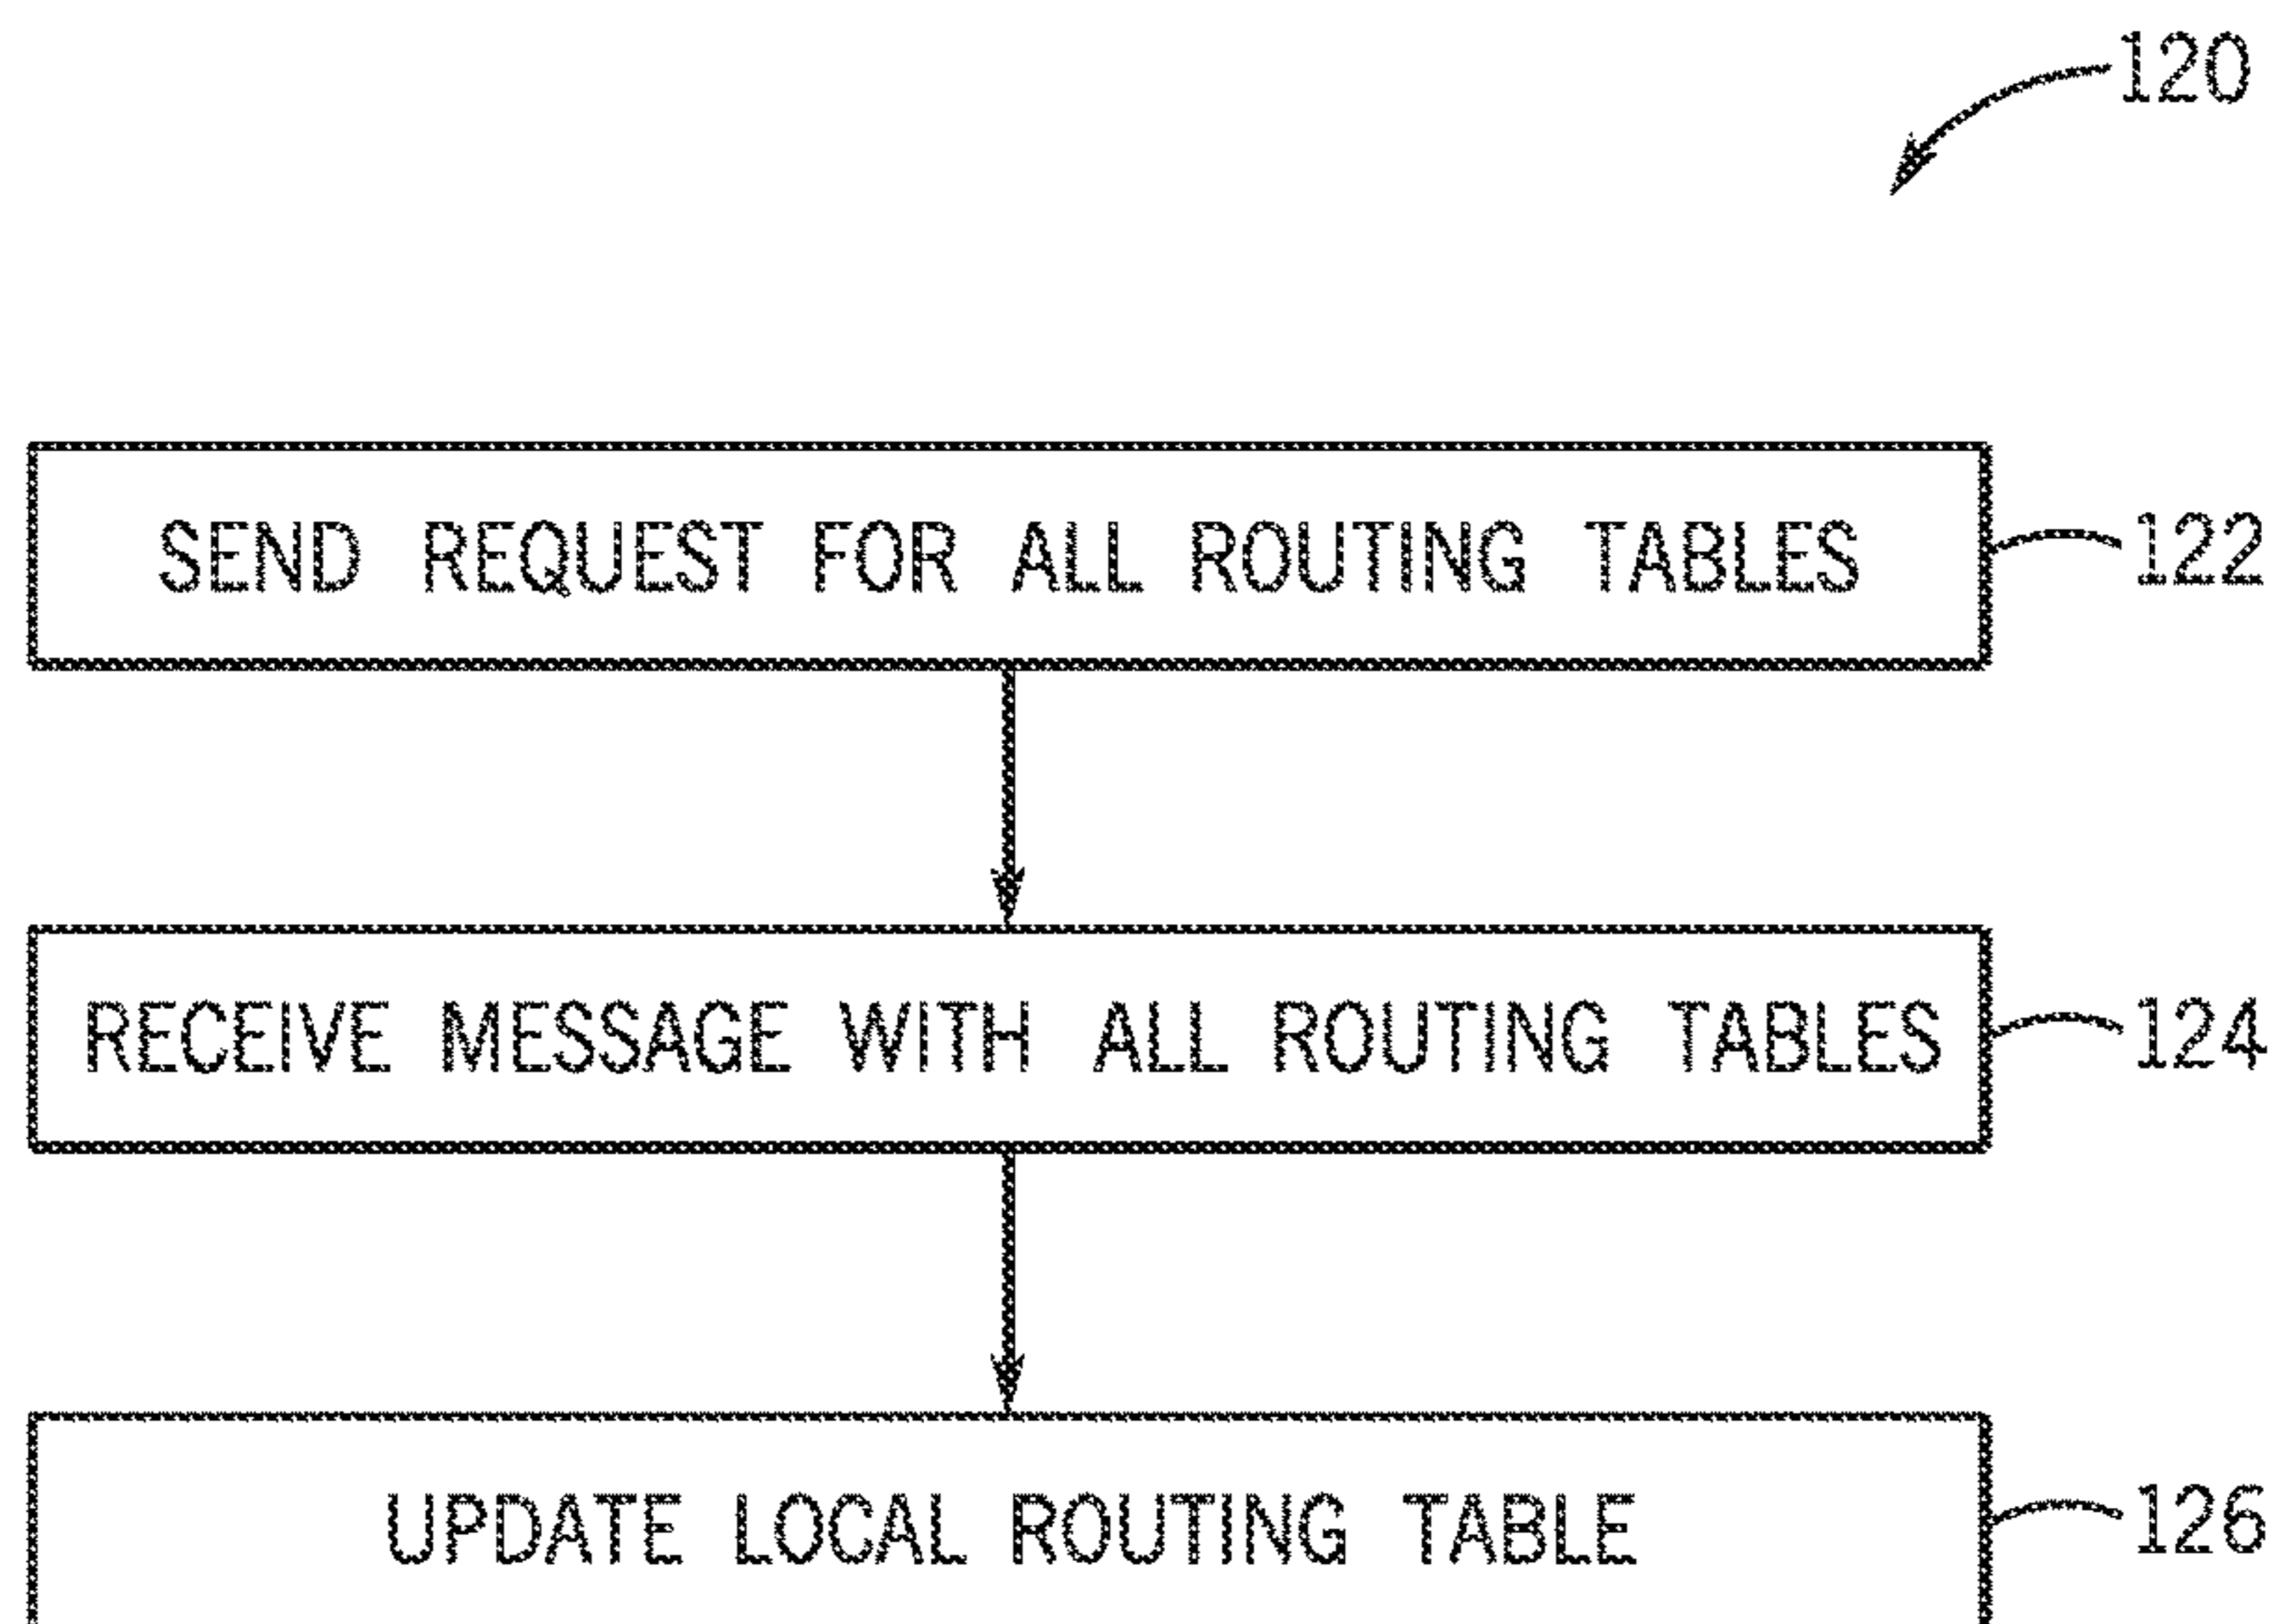 120
SEND REQUEST FOR ALL ROUTING TABLES
122
RECEIVE MESSAGE WITH ALL ROUTING TABLES
124
UPDATE LOCAL ROUTING TABLE
126